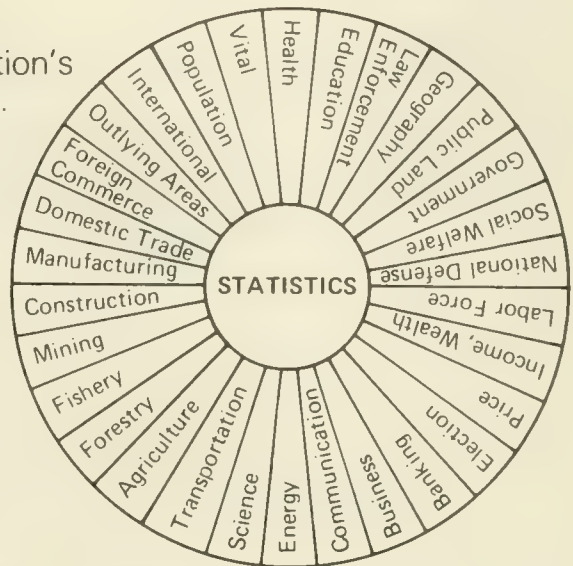 tion's
.
STATISTICS
Health
Education
Law
Enforcement
Geography
Public Land
Government
Social Welfare
National Defense
Labor Force
Income, Wealth
Price
Election
Banking
Business
Communication
Energy
Science
Transportation
Agriculture
Forestry
Fishery
Mining
Construction
Manufacturing
Domestic Trade
Foreign
Commerce
Outlying Areas
International
Population
Vital